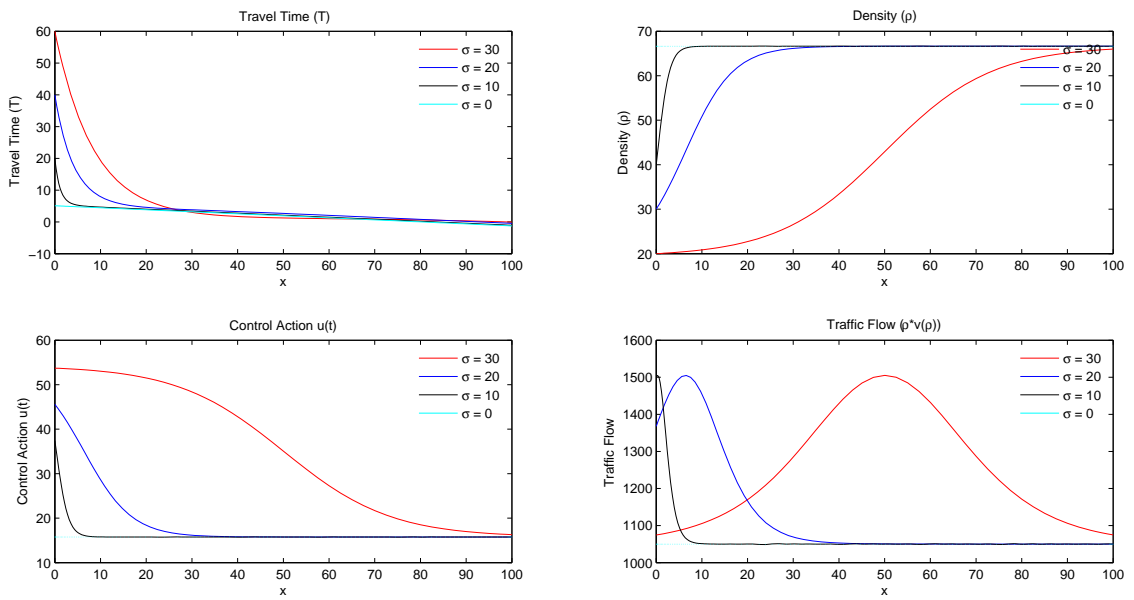 Travel Time (T)
Travel Time (T)
60
50
40
30
20
10
0
−10
0 10 20 30 40 50 60 70 80 90 100
x
σ = 30
σ = 20
σ = 10
σ = 0
Density (ρ)
Density (ρ)
70
60
50
40
30
20
0 10 20 30 40 50 60 70 80 90 100
x
σ = 30
σ = 20
σ = 10
σ = 0
Control Action u(t)
Control Action u(t)
60
50
40
30
20
10
0 10 20 30 40 50 60 70 80 90 100
x
σ = 30
σ = 20
σ = 10
σ = 0
Traffic Flow (ρ*v(ρ))
Traffic Flow
1600
1500
1400
1300
1200
1100
1000
0 10 20 30 40 50 60 70 80 90 100
x
σ = 30
σ = 20
σ = 10
σ = 0